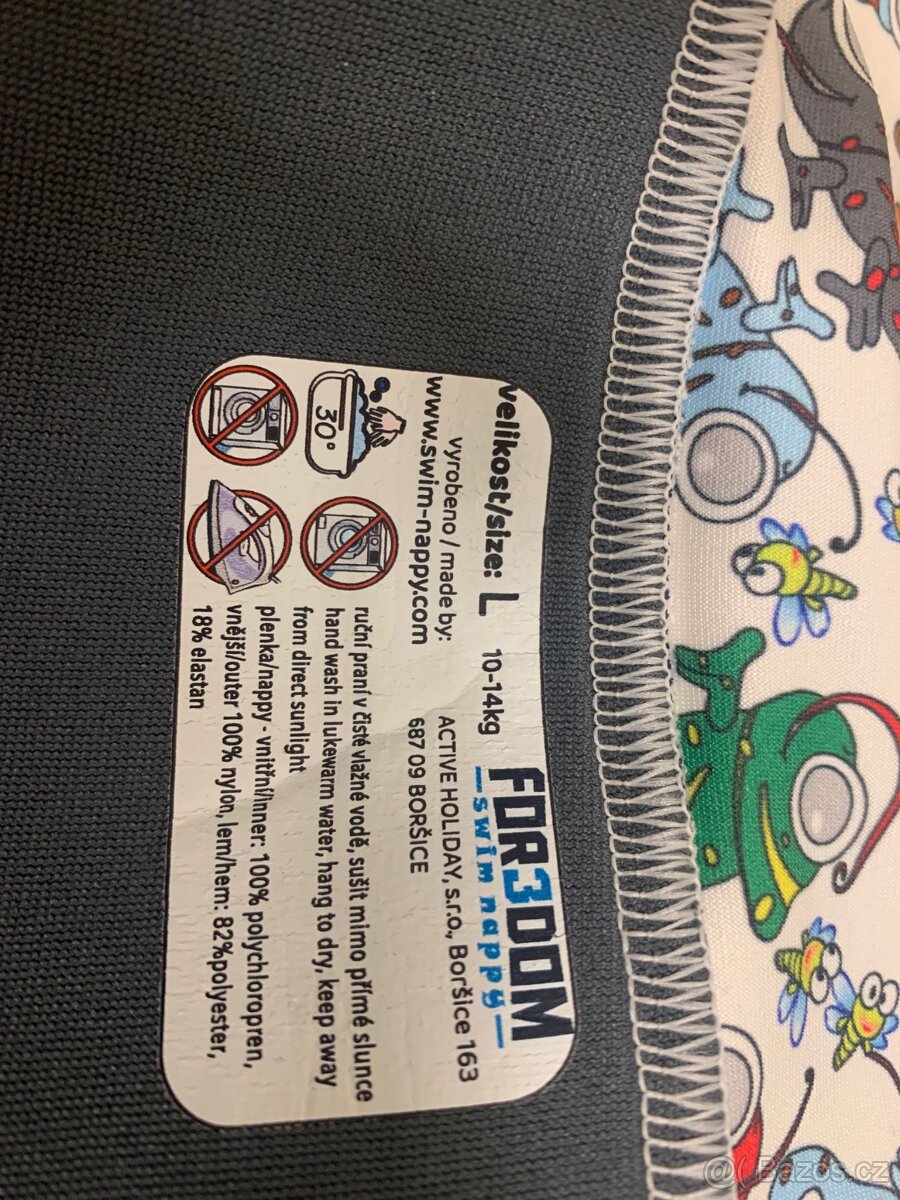 velikost/size: L 10-14kg
FOR3DOM
swim nappy
vyrobeno / made by:
www.swim-nappy.com
ACTIVE HOLIDAY, s.r.o., Boršice 163
687 09 BORŠICE
30°
ruční praní v čisté vlažné vodě, sušit mimo přímé slunce
hand wash in lukewarm water, hang to dry, keep away
from direct sunlight
plenka/nappy - vnitřní/inner: 100% polychloropren,
vnější/outer 100% nylon, lem/hem: 82%polyester,
18% elastan
Bazos.cz